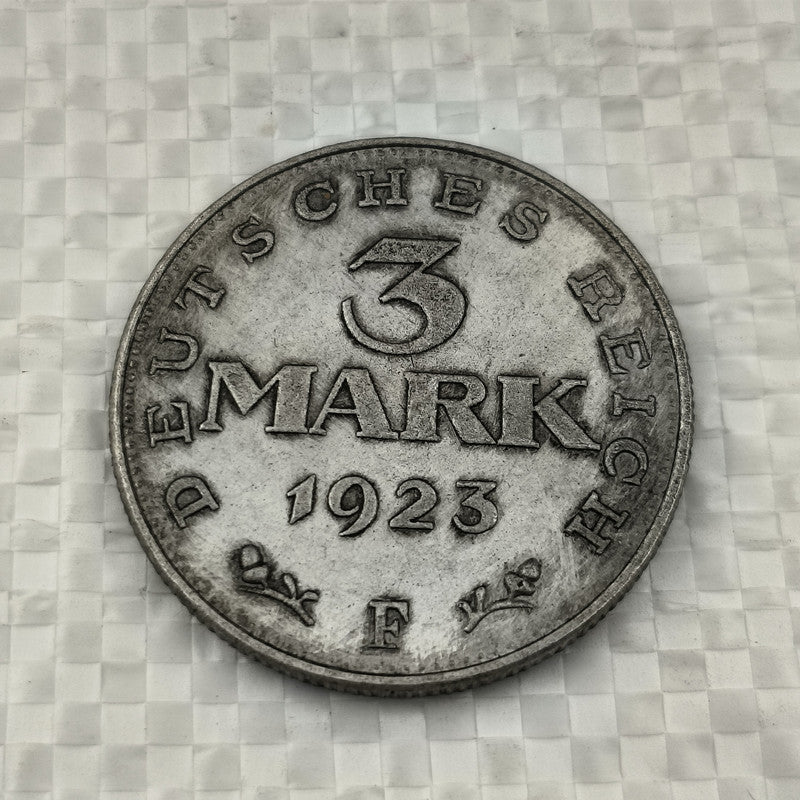 DEUTSCHES REICH
3
MARK
1923
F